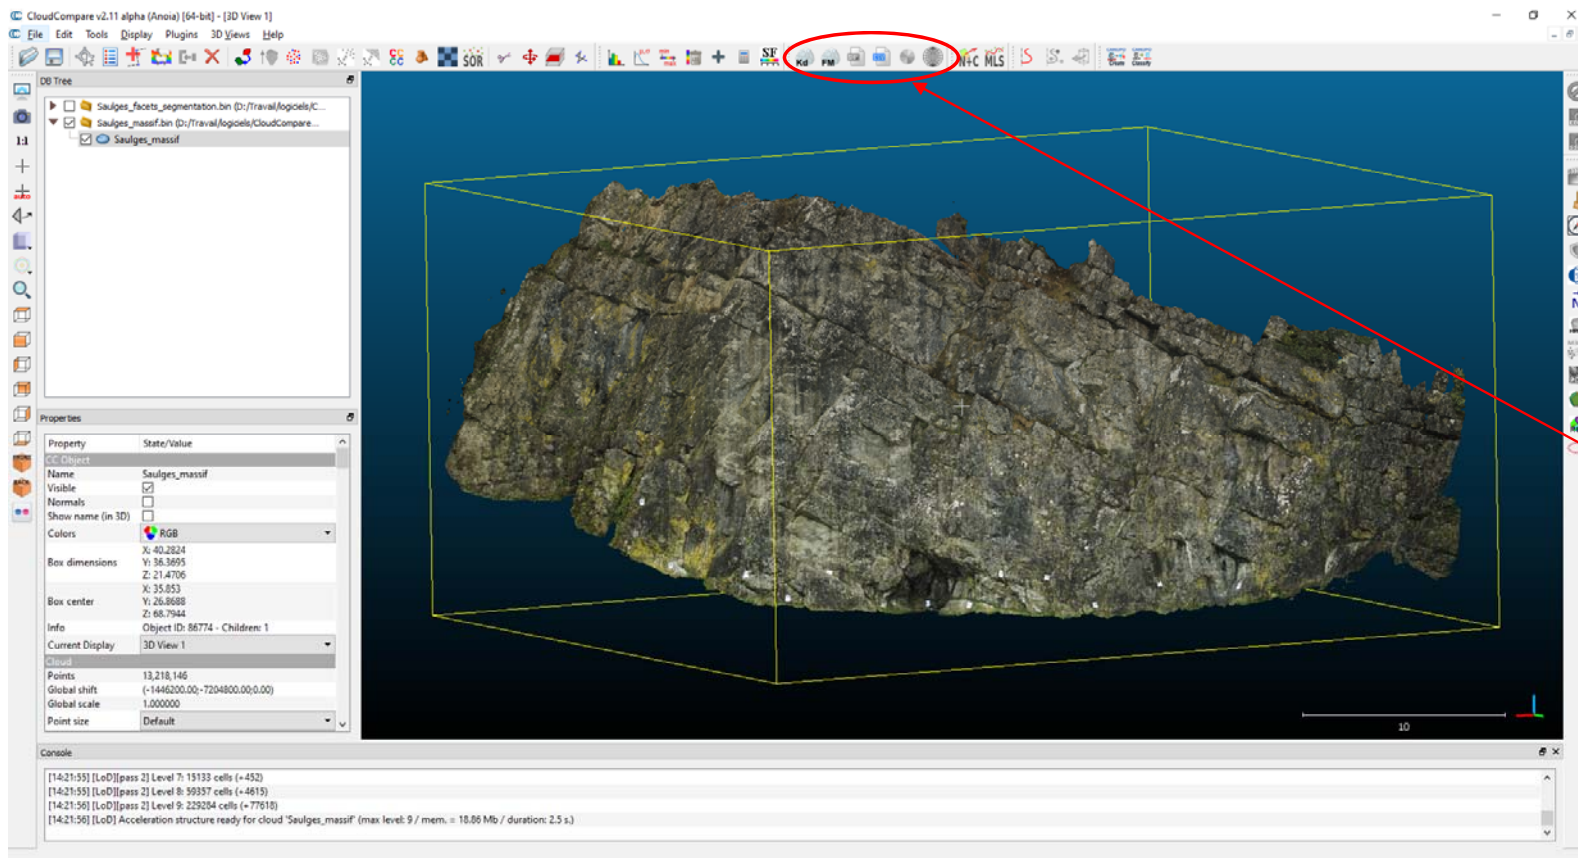 CloudCompare v2.11 alpha (Anoia) [64-bit] - [3D View 1]
File Edit Tools Display Plugins 3D Views Help
SOR SF Kd FM N+C MLS
DB Tree
Saulges_facets_segmentation.bin (D:/Travail/logiciels/C...
Saulges_massif.bin (D:/Travail/logiciels/CloudCompare...
Saulges_massif
1:1
auto
Properties
Property State/Value
CC Object
Name Saulges_massif
Visible
Normals
Show name (in 3D)
Colors RGB
Box dimensions X: 40.2824
Y: 36.3695
Z: 21.4706
Box center X: 35.853
Y: 26.8688
Z: 68.7944
Info Object ID: 86774 - Children: 1
Current Display 3D View 1
Cloud
Points 13,218,146
Global shift (-1446200.00;-7204800.00;0.00)
Global scale 1.000000
Point size Default
10
Console
[14:21:55] [LoD][pass 2] Level 7: 15133 cells (+452)
[14:21:55] [LoD][pass 2] Level 8: 59357 cells (+4615)
[14:21:56] [LoD][pass 2] Level 9: 229284 cells (+77618)
[14:21:56] [LoD] Acceleration structure ready for cloud 'Saulges_massif' (max level: 9 / mem. = 18.86 Mb / duration: 2.5 s.)